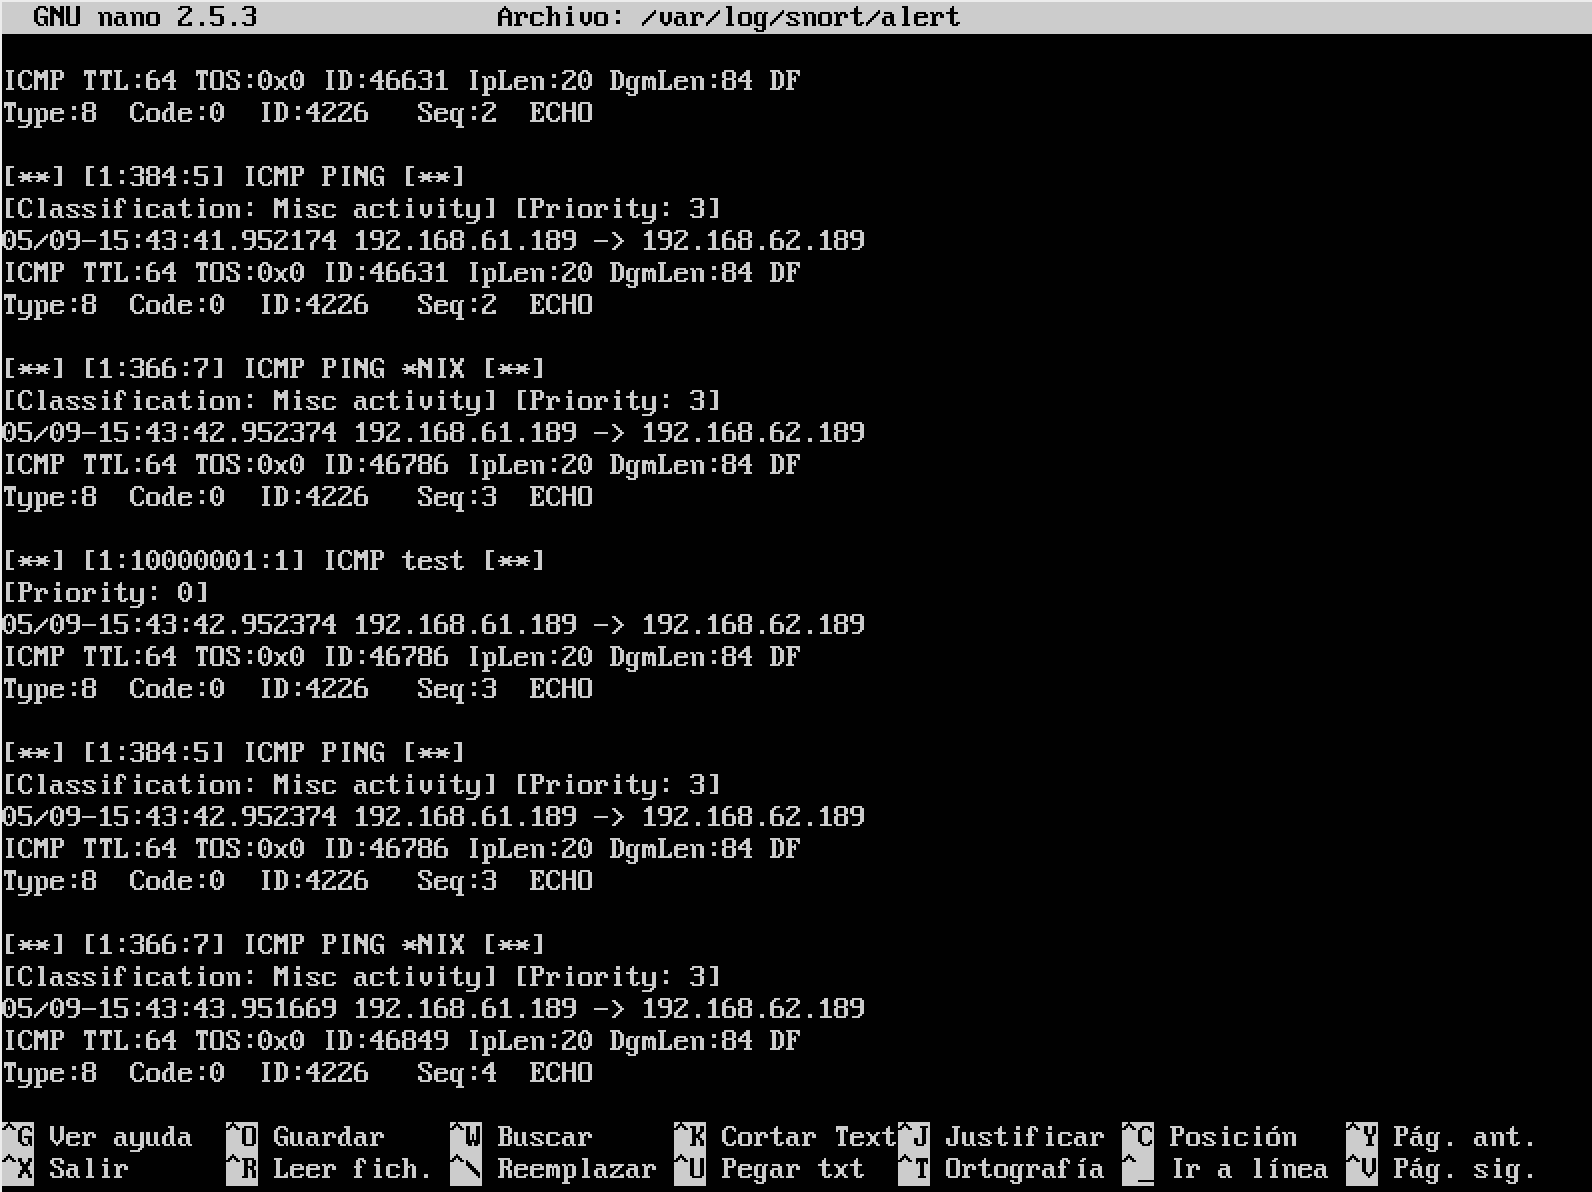 GNU nano 2.5.3 Archivo: /var/log/snort/alert
ICMP TTL:64 TOS:0x0 ID:46631 IpLen:20 DgmLen:84 DF
Type:8  Code:0  ID:4226   Seq:2  ECHO
[**] [1:384:5] ICMP PING [**]
[Classification: Misc activity] [Priority: 3]
05/09-15:43:41.952174 192.168.61.189 -> 192.168.62.189
ICMP TTL:64 TOS:0x0 ID:46631 IpLen:20 DgmLen:84 DF
Type:8  Code:0  ID:4226   Seq:2  ECHO
[**] [1:366:7] ICMP PING *NIX [**]
[Classification: Misc activity] [Priority: 3]
05/09-15:43:42.952374 192.168.61.189 -> 192.168.62.189
ICMP TTL:64 TOS:0x0 ID:46786 IpLen:20 DgmLen:84 DF
Type:8  Code:0  ID:4226   Seq:3  ECHO
[**] [1:10000001:1] ICMP test [**]
[Priority: 0]
05/09-15:43:42.952374 192.168.61.189 -> 192.168.62.189
ICMP TTL:64 TOS:0x0 ID:46786 IpLen:20 DgmLen:84 DF
Type:8  Code:0  ID:4226   Seq:3  ECHO
[**] [1:384:5] ICMP PING [**]
[Classification: Misc activity] [Priority: 3]
05/09-15:43:42.952374 192.168.61.189 -> 192.168.62.189
ICMP TTL:64 TOS:0x0 ID:46786 IpLen:20 DgmLen:84 DF
Type:8  Code:0  ID:4226   Seq:3  ECHO
[**] [1:366:7] ICMP PING *NIX [**]
[Classification: Misc activity] [Priority: 3]
05/09-15:43:43.951669 192.168.61.189 -> 192.168.62.189
ICMP TTL:64 TOS:0x0 ID:46849 IpLen:20 DgmLen:84 DF
Type:8  Code:0  ID:4226   Seq:4  ECHO
^G Ver ayuda ^O Guardar ^W Buscar ^K Cortar Text ^J Justificar ^C Posición ^Y Pág. ant.
^X Salir ^R Leer fich. ^\ Reemplazar ^U Pegar txt ^T Ortografía ^_ Ir a línea ^V Pág. sig.